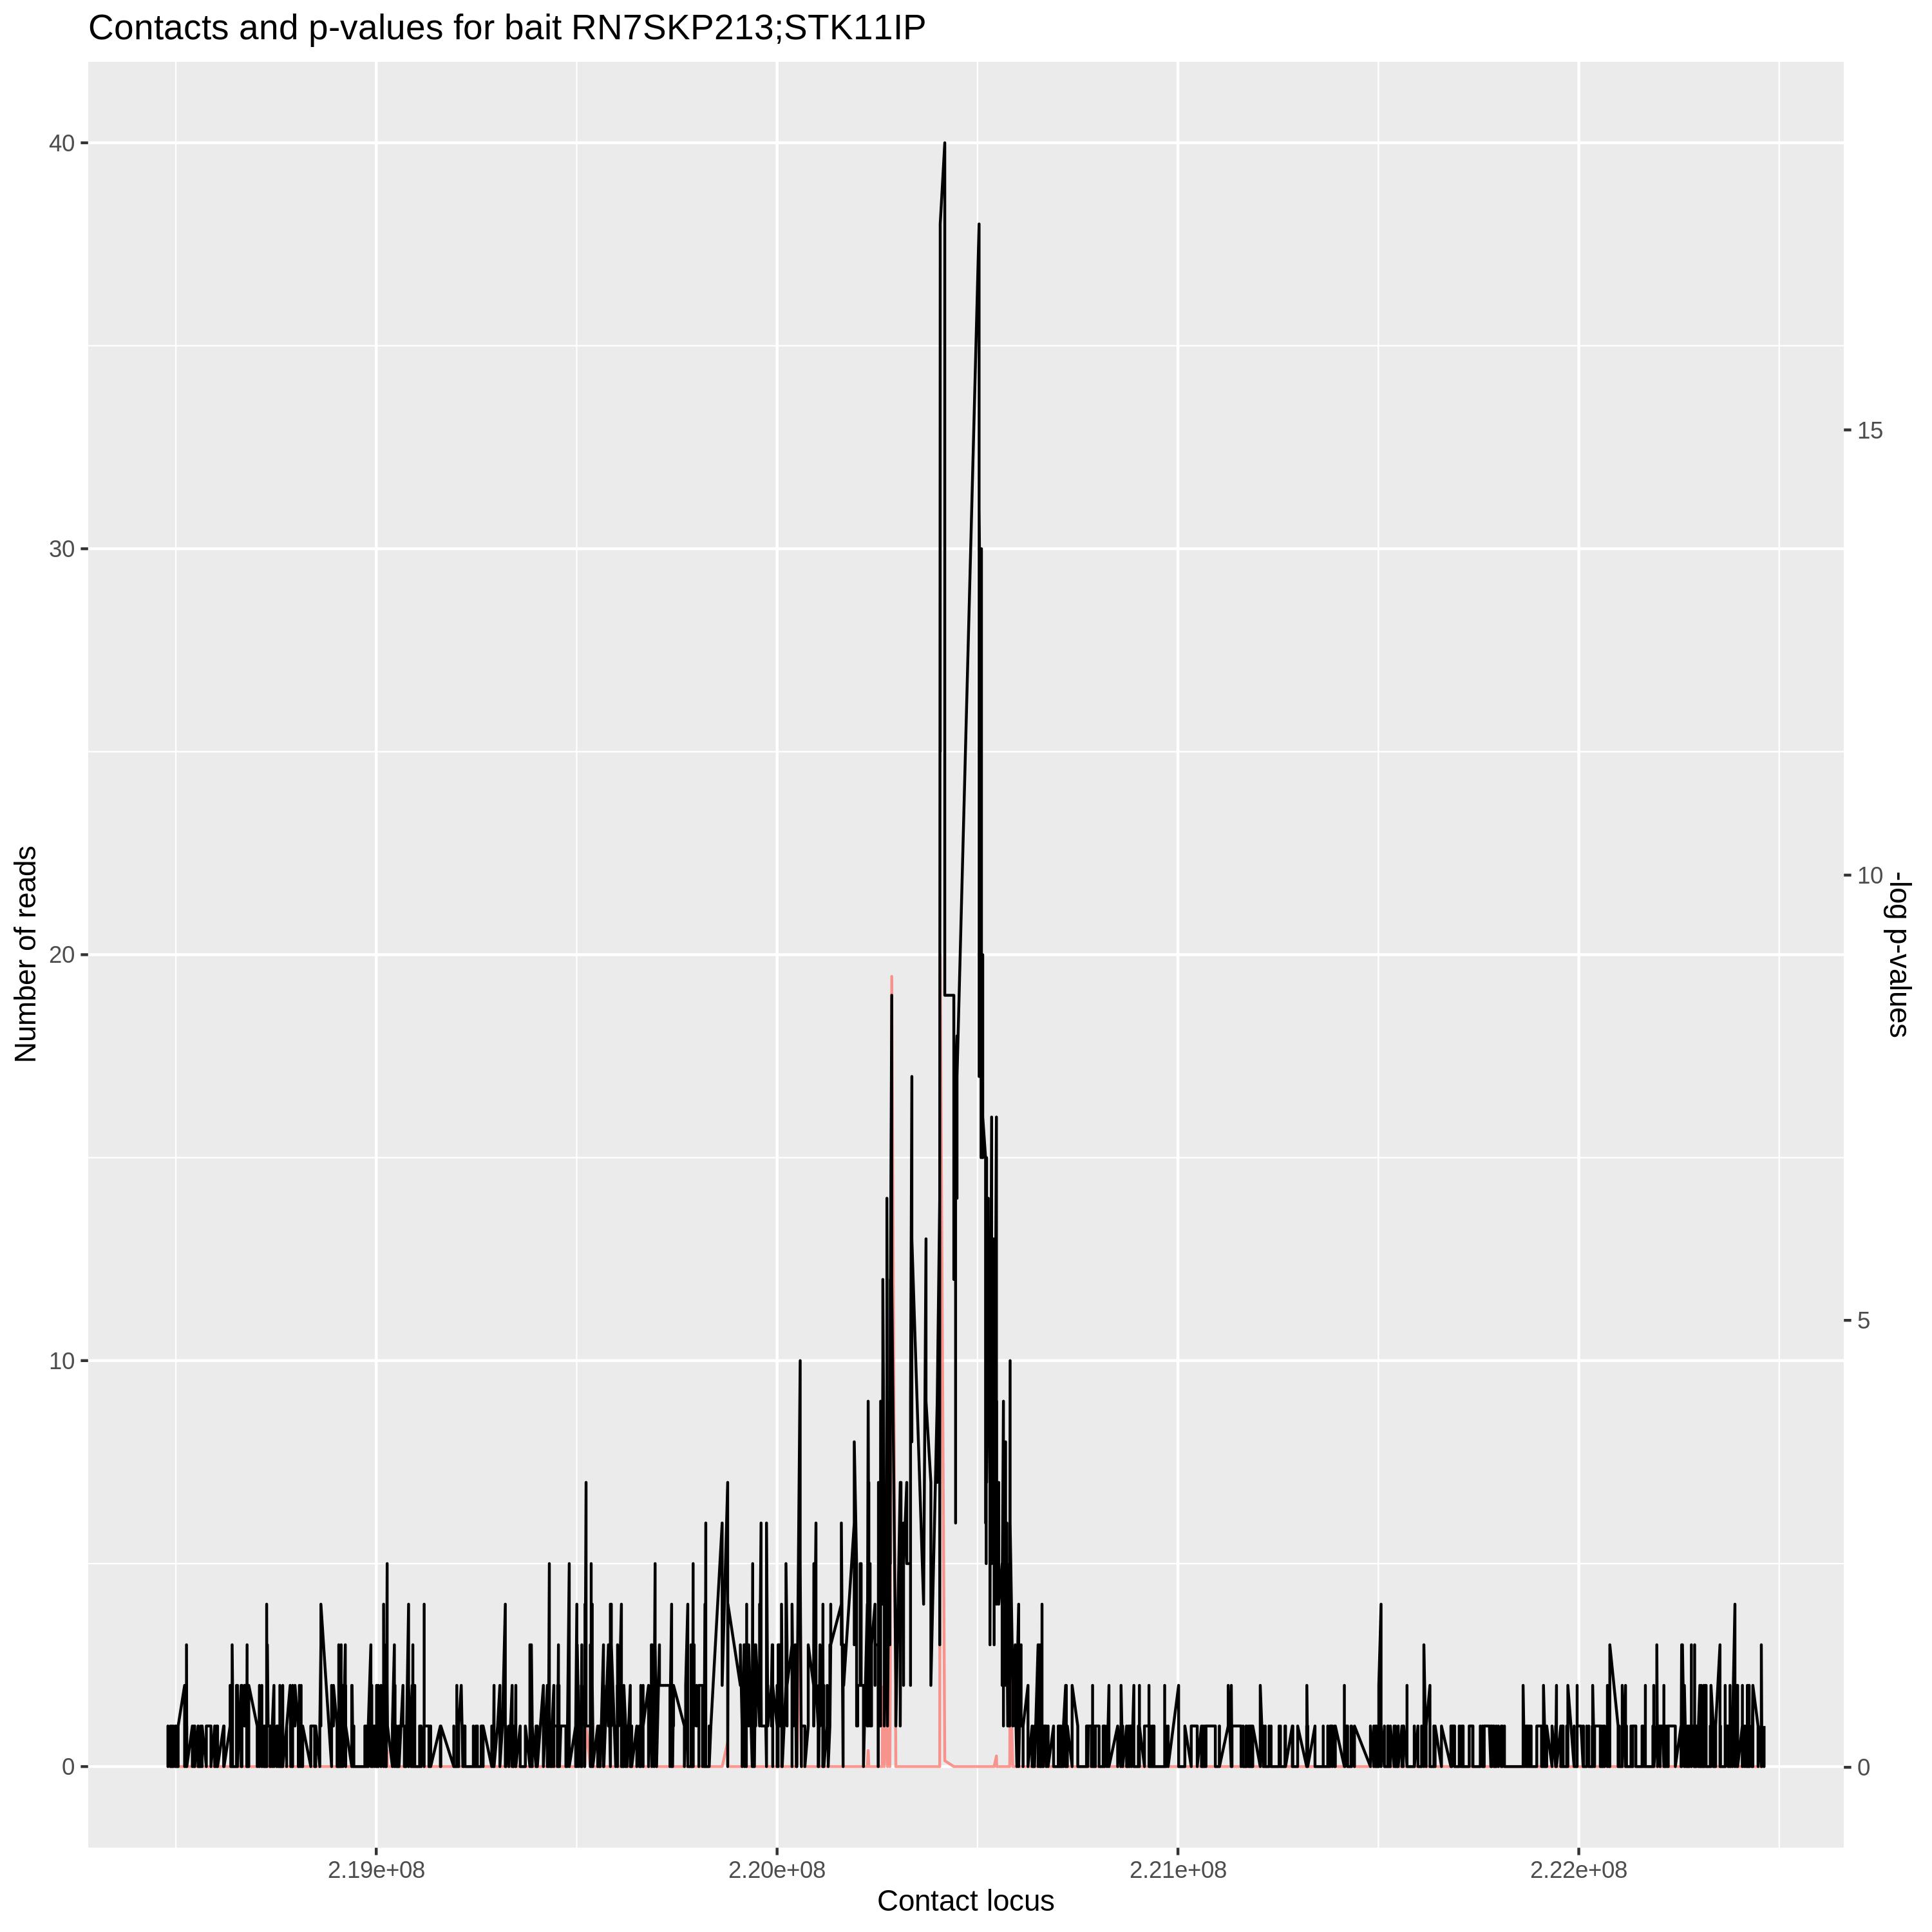 Contacts and p-values for bait RN7SKP213;STK11IP
40
30
20
10
0
Number of reads
15
10
5
0
-log p-values
2.19e+08
2.20e+08
2.21e+08
2.22e+08
Contact locus